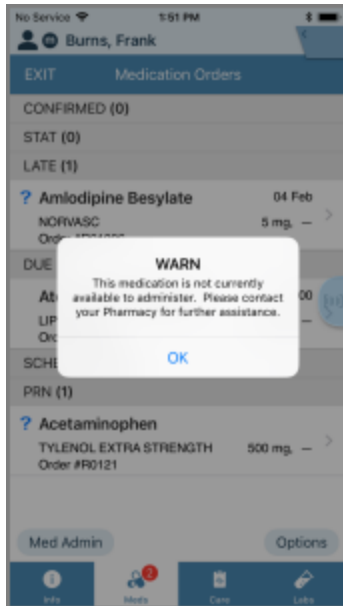 No Service 1:51 PM
Burns, Frank
EXIT Medication Orders
CONFIRMED (0)
STAT (0)
LATE (1)
? Amlodipine Besylate 04 Feb
NORVASC 5 mg, –
DUE
WARN
This medication is not currently
available to administer. Please contact
your Pharmacy for further assistance.
OK
At 00
LIP –
SCHE
PRN (1)
? Acetaminophen
TYLENOL EXTRA STRENGTH 500 mg, –
Order #R0121
Med Admin Options
2
Info Meds Care Labs